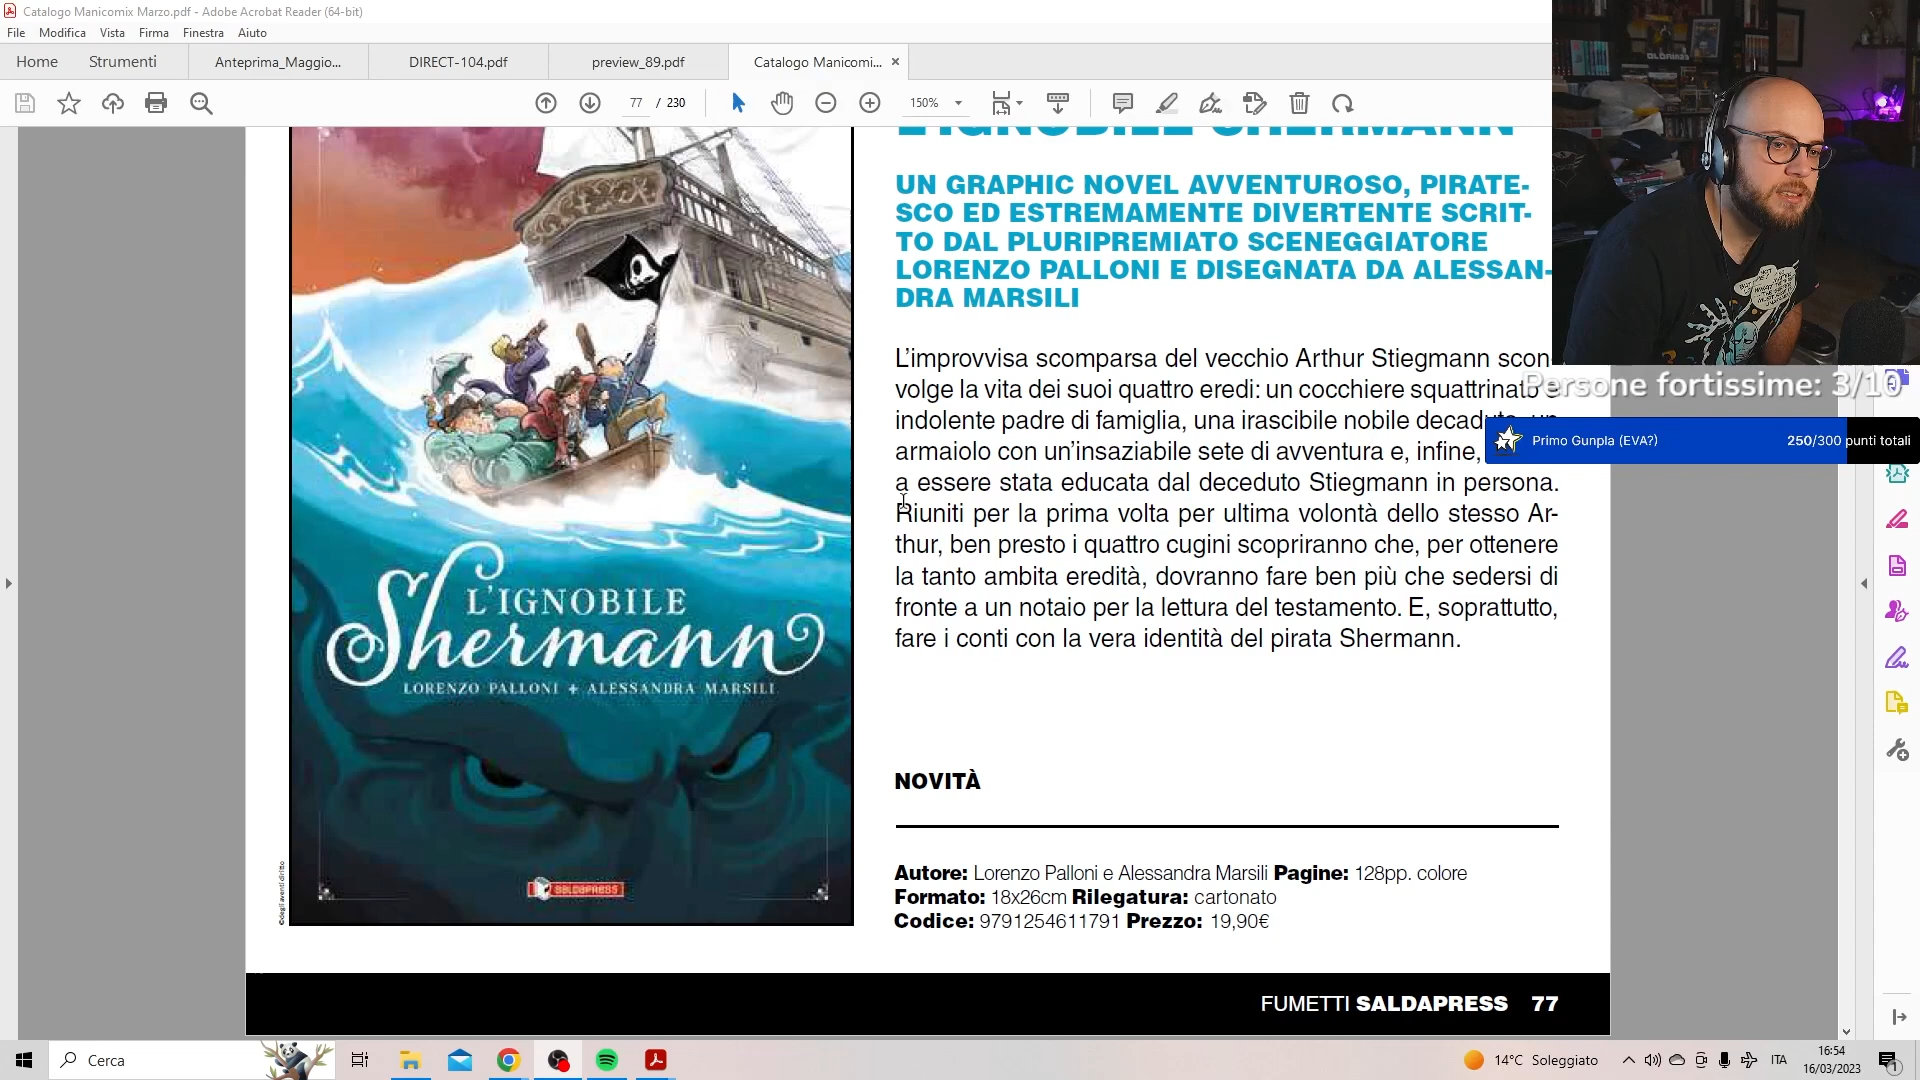 Catalogo Manicomix Marzo.pdf - Adobe Acrobat Reader (64-bit)
File Modifica Vista Firma Finestra Aiuto
Home Strumenti Anteprima_Maggio... DIRECT-104.pdf preview_89.pdf Catalogo Manicomi...
77 / 230 150%
L'IGNOBILE SHERMANN
UN GRAPHIC NOVEL AVVENTUROSO, PIRATE-
SCO ED ESTREMAMENTE DIVERTENTE SCRIT-
TO DAL PLURIPREMIATO SCENEGGIATORE
LORENZO PALLONI E DISEGNATA DA ALESSAN-
DRA MARSILI
L'improvvisa scomparsa del vecchio Arthur Stiegmann scon-
volge la vita dei suoi quattro eredi: un cocchiere squattrinato e
indolente padre di famiglia, una irascibile nobile decaduta, un
armaiolo con un'insaziabile sete di avventura e, infine,
a essere stata educata dal deceduto Stiegmann in persona.
Riuniti per la prima volta per ultima volontà dello stesso Ar-
thur, ben presto i quattro cugini scopriranno che, per ottenere
la tanto ambita eredità, dovranno fare ben più che sedersi di
fronte a un notaio per la lettura del testamento. E, soprattutto,
fare i conti con la vera identità del pirata Shermann.
NOVITÀ
Autore: Lorenzo Palloni e Alessandra Marsili Pagine: 128pp. colore
Formato: 18x26cm Rilegatura: cartonato
Codice: 9791254611791 Prezzo: 19,90€
FUMETTI SALDAPRESS 77
L'IGNOBILE
Shermann
LORENZO PALLONI + ALESSANDRA MARSILI
SALDAPRESS
©degli aventi diritto
Persone fortissime: 3/10
Primo Gunpla (EVA?) 250/300 punti totali
Cerca
14°C Soleggiato
ITA
16:54
16/03/2023
1